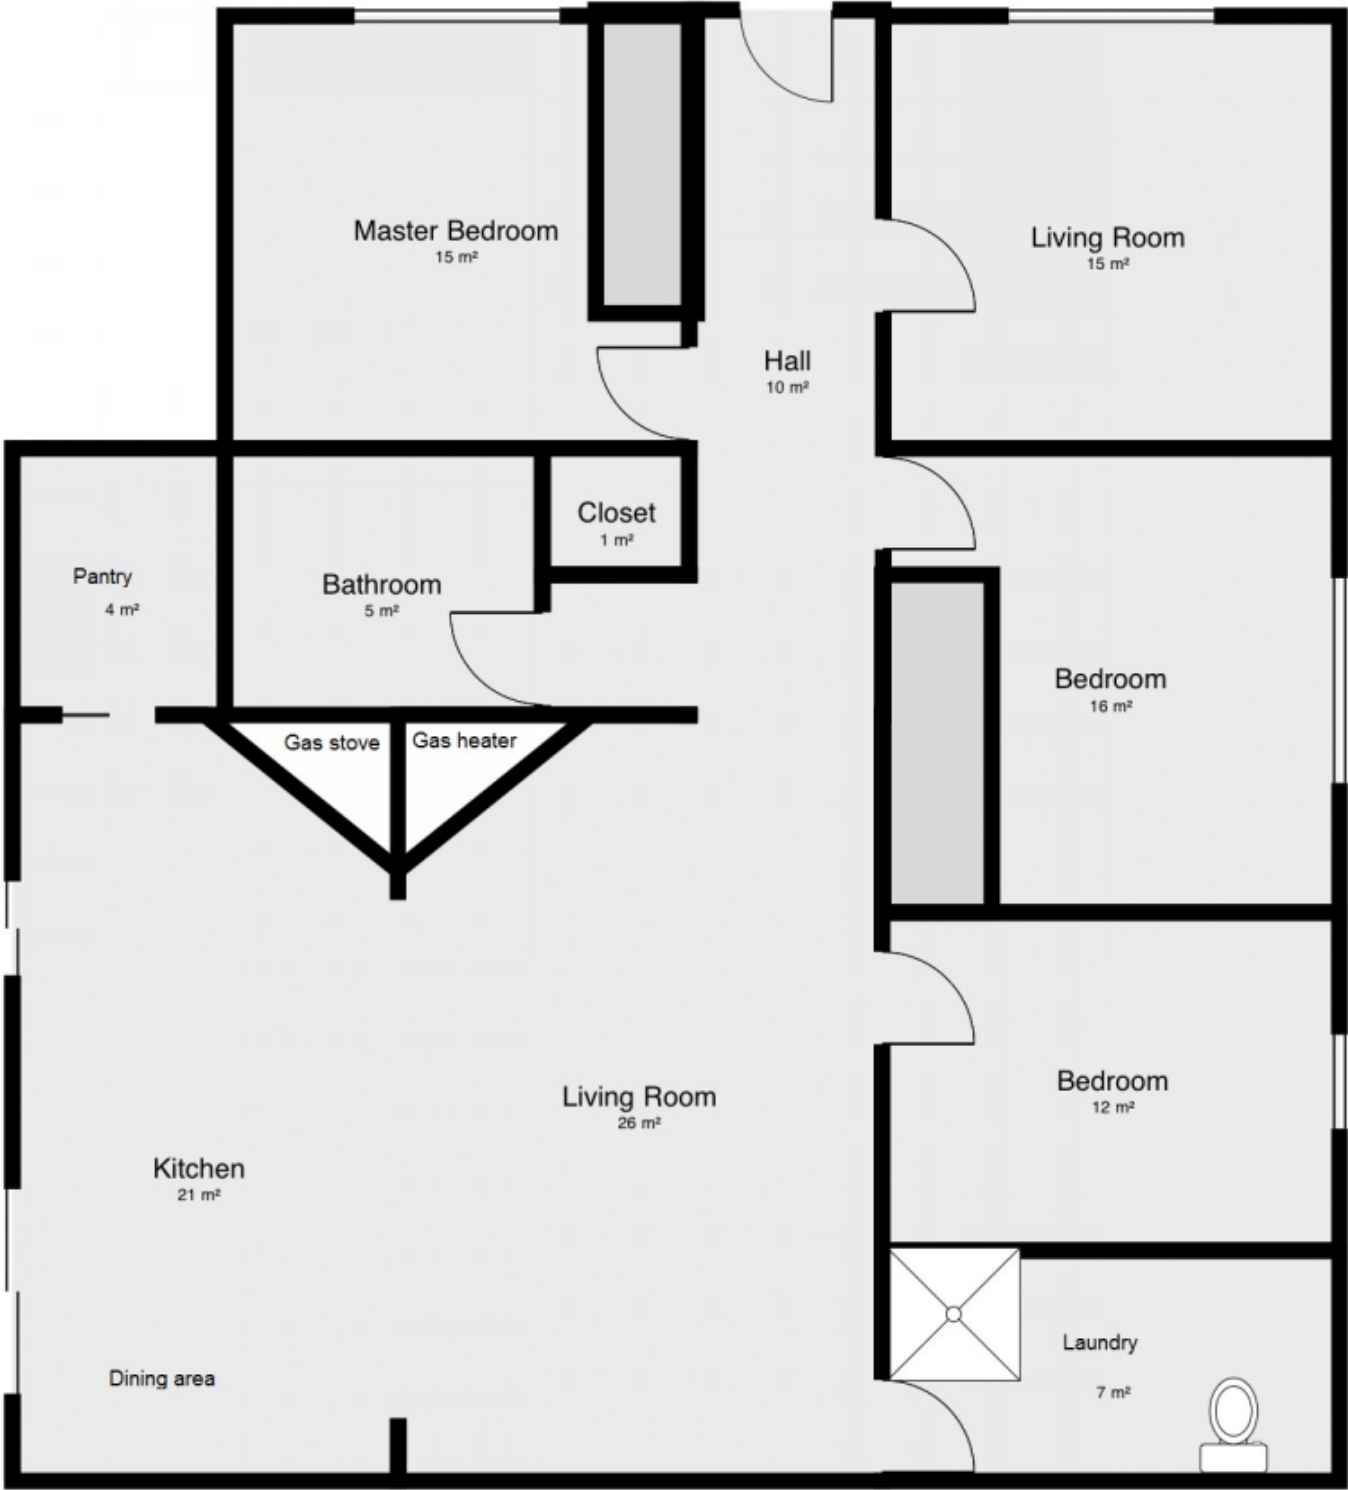 Master Bedroom
15 m²
Living Room
15 m²
Hall
10 m²
Closet
1 m²
Pantry
4 m²
Bathroom
5 m²
Bedroom
16 m²
Gas stove
Gas heater
Bedroom
12 m²
Living Room
26 m²
Kitchen
21 m²
Laundry
7 m²
Dining area